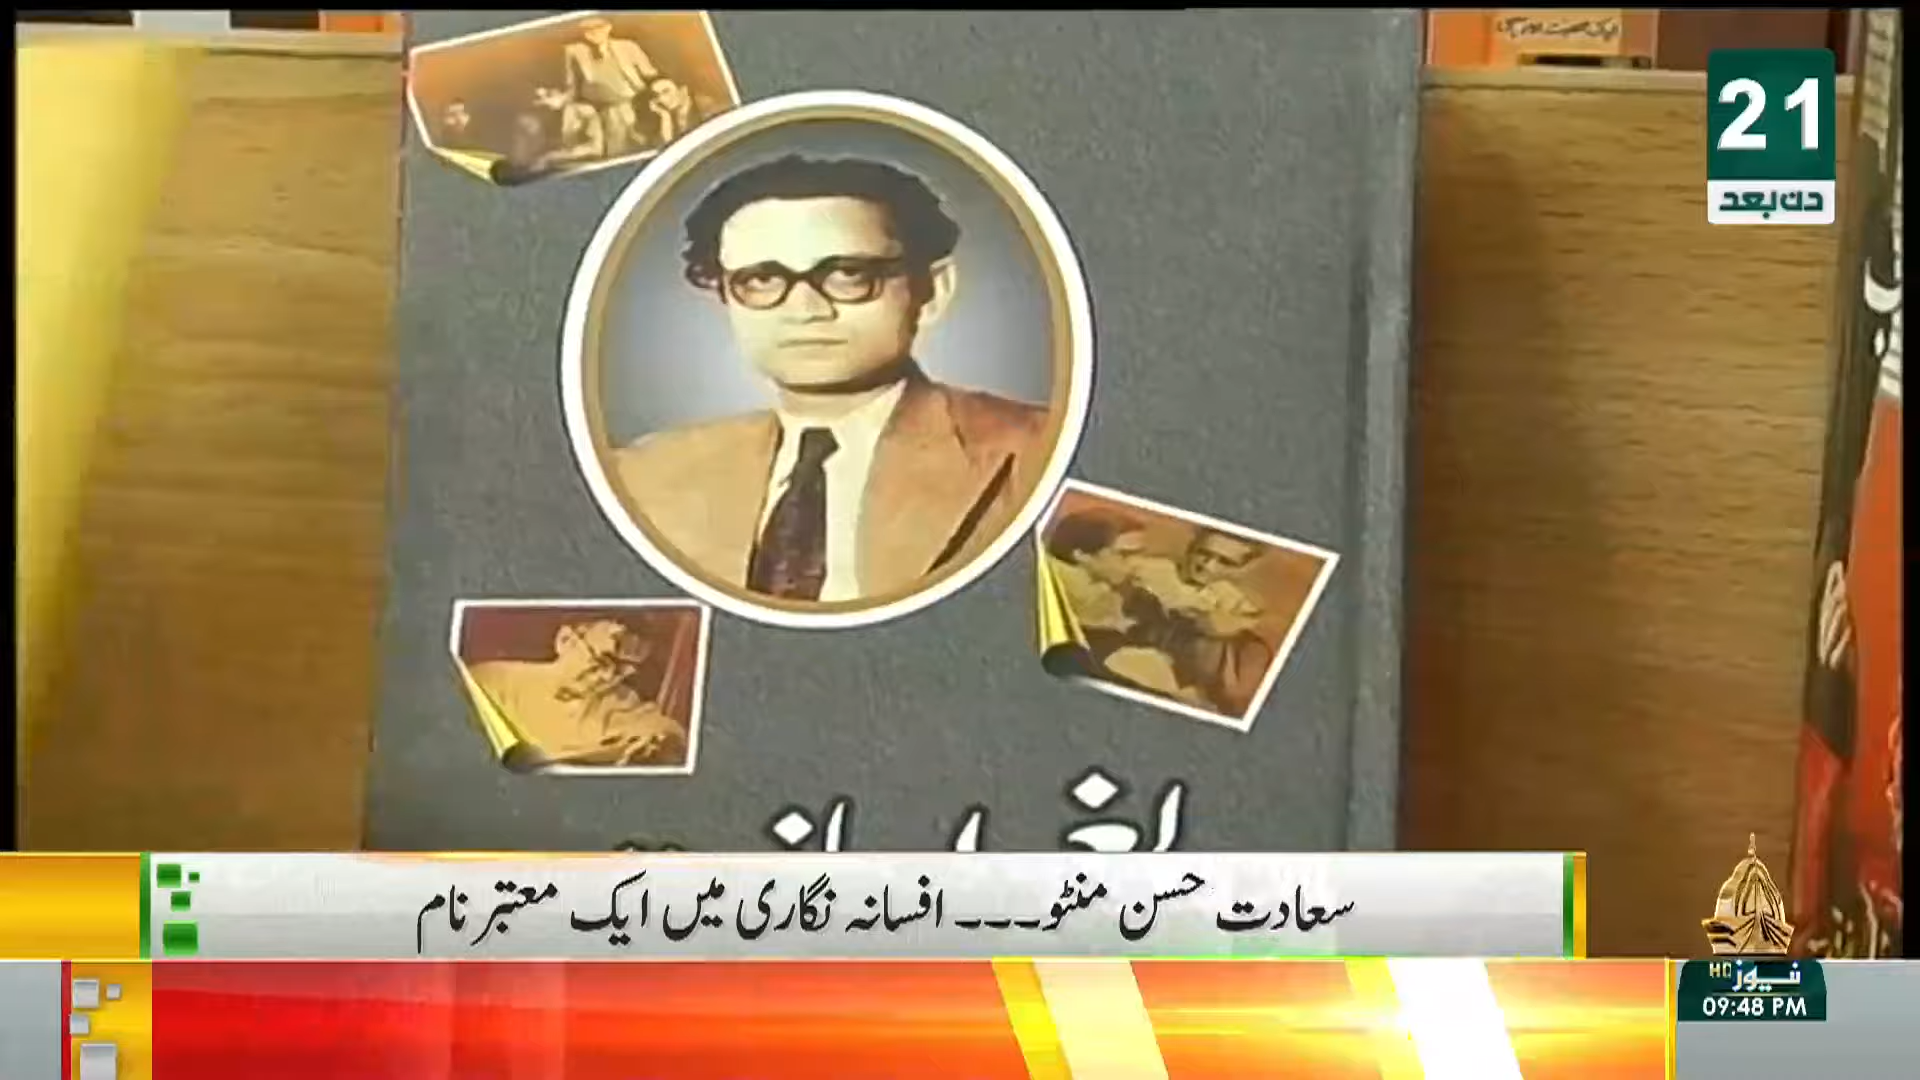 21
دن بعد
سعادت حسن منٹو۔۔۔ افسانہ نگاری میں ایک معتبر نام
نیوز HD
09:48 PM